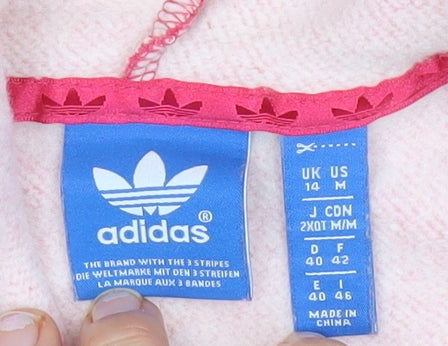 adidas®
THE BRAND WITH THE 3 STRIPES
DIE WELTMARKE MIT DEN 3 STREIFEN
LA MARQUE AUX 3 BANDES
UK US
14 M
J CDN
2XOT M/M
D F
40 42
E I
40 46
MADE IN
CHINA